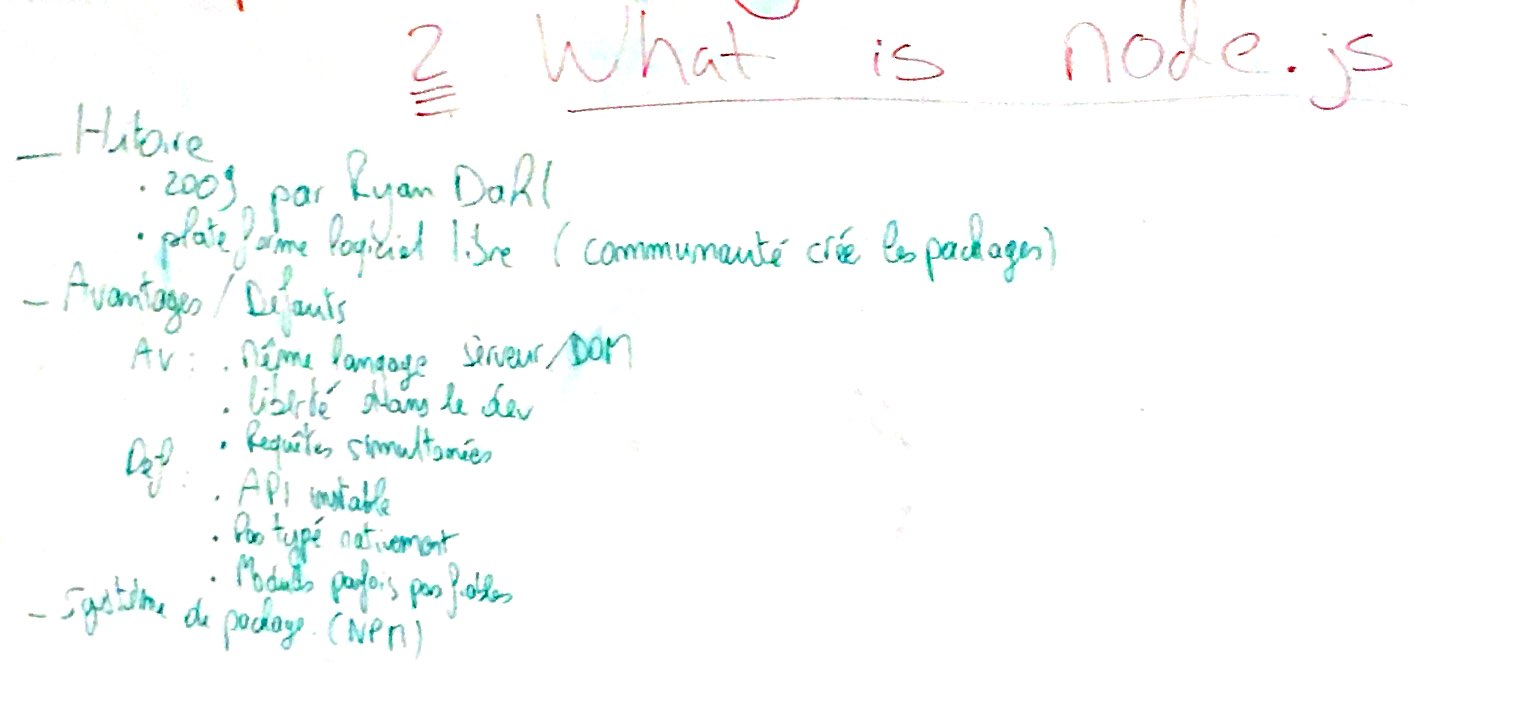 2 What is node.js
- Histoire
. 2009, par Ryan Dahl
. plateforme logiciel libre (communauté crée les packages)
- Avantages / Défauts
Av : . Même langage serveur/DOM
. liberté dans le dev
. Requêtes simultanées
Def :
. API instable
. Pas typé nativement
. Modules parfois pas fiables
- Système de package (NPM)